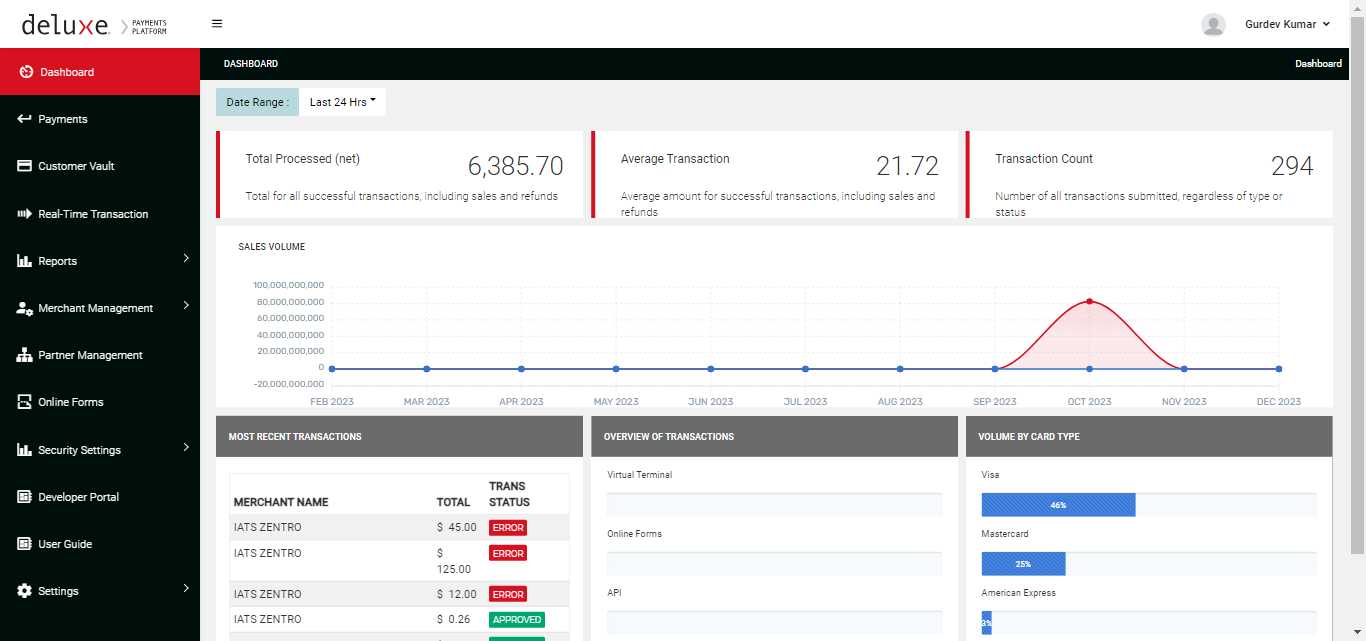 deluxe.
PAYMENTS
PLATFORM
Gurdev Kumar
Dashboard
DASHBOARD
Dashboard
Date Range :
Last 24 Hrs
Payments
Customer Vault
Real-Time Transaction
Reports
Merchant Management
Partner Management
Online Forms
Security Settings
Developer Portal
User Guide
Settings
Total Processed (net)
6,385.70
Total for all successful transactions, including sales and refunds
Average Transaction
21.72
Average amount for successful transactions, including sales and
refunds
Transaction Count
294
Number of all transactions submitted, regardless of type or
status
SALES VOLUME
100,000,000,000
80,000,000,000
60,000,000,000
40,000,000,000
20,000,000,000
0
-20,000,000,000
FEB 2023
MAR 2023
APR 2023
MAY 2023
JUN 2023
JUL 2023
AUG 2023
SEP 2023
OCT 2023
NOV 2023
DEC 2023
MOST RECENT TRANSACTIONS
MERCHANT NAME TOTAL TRANS
STATUS
IATS ZENTRO $ 45.00 ERROR
IATS ZENTRO $ ERROR
125.00
IATS ZENTRO $ 12.00 ERROR
IATS ZENTRO $ 0.26 APPROVED
OVERVIEW OF TRANSACTIONS
Virtual Terminal
Online Forms
API
VOLUME BY CARD TYPE
Visa
46%
Mastercard
25%
American Express
3%